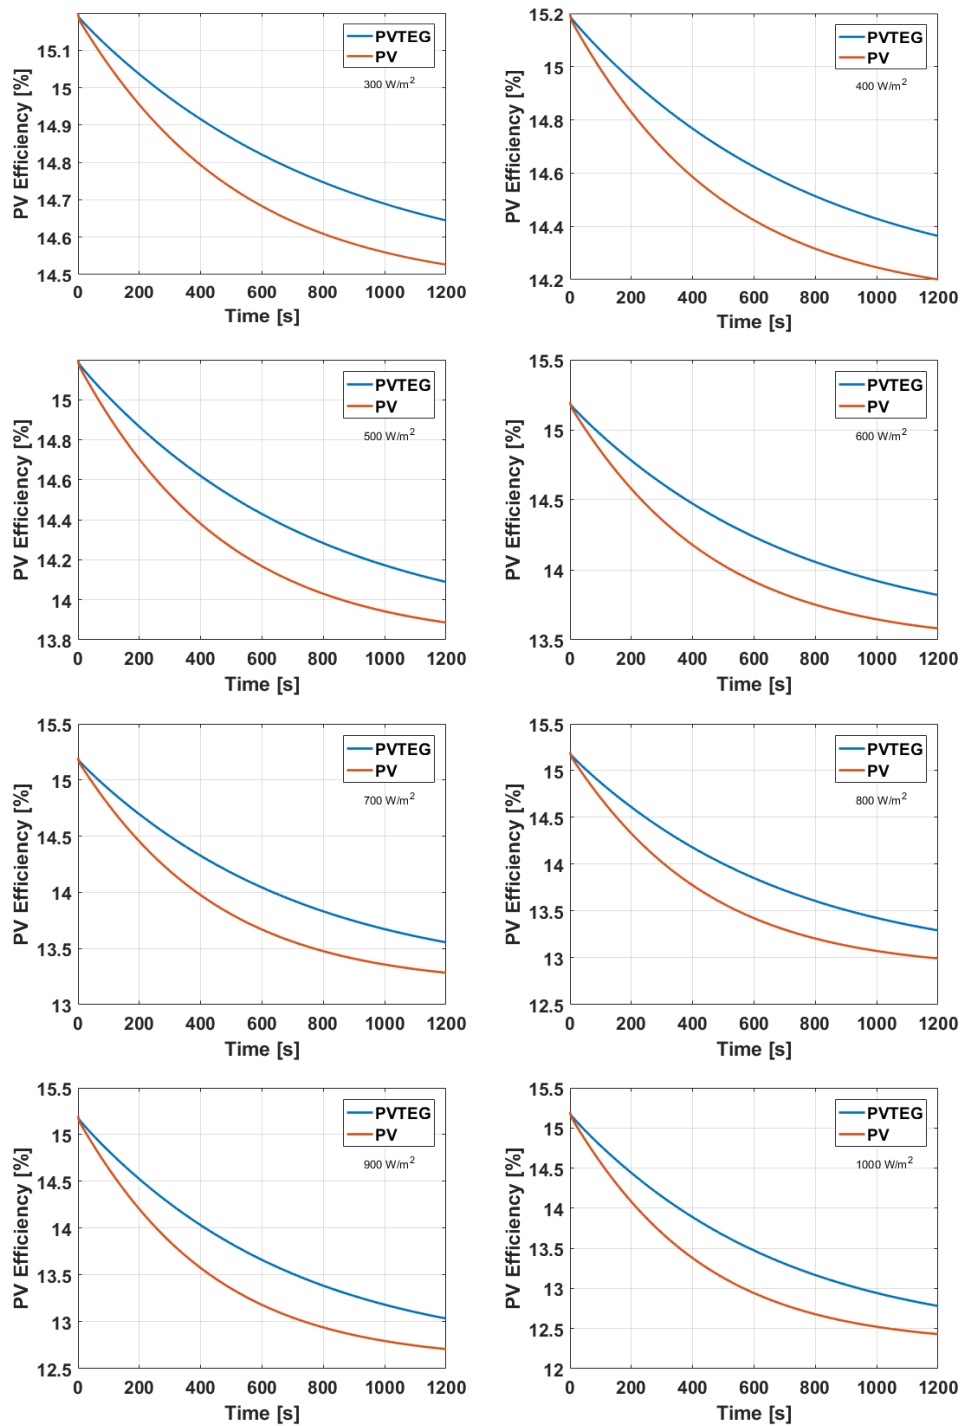 PVTEG
PV
300 W/m2
PV Efficiency [%]
15.1
15
14.9
14.8
14.7
14.6
14.5
0 200 400 600 800 1000 1200
Time [s]
PVTEG
PV
400 W/m2
PV Efficiency [%]
15.2
15
14.8
14.6
14.4
14.2
0 200 400 600 800 1000 1200
Time [s]
PVTEG
PV
500 W/m2
PV Efficiency [%]
15
14.8
14.6
14.4
14.2
14
13.8
0 200 400 600 800 1000 1200
Time [s]
PVTEG
PV
600 W/m2
PV Efficiency [%]
15.5
15
14.5
14
13.5
0 200 400 600 800 1000 1200
Time [s]
PVTEG
PV
700 W/m2
PV Efficiency [%]
15.5
15
14.5
14
13.5
13
0 200 400 600 800 1000 1200
Time [s]
PVTEG
PV
800 W/m2
PV Efficiency [%]
15.5
15
14.5
14
13.5
13
12.5
0 200 400 600 800 1000 1200
Time [s]
PVTEG
PV
900 W/m2
PV Efficiency [%]
15.5
15
14.5
14
13.5
13
12.5
0 200 400 600 800 1000 1200
Time [s]
PVTEG
PV
1000 W/m2
PV Efficiency [%]
15.5
15
14.5
14
13.5
13
12.5
12
0 200 400 600 800 1000 1200
Time [s]